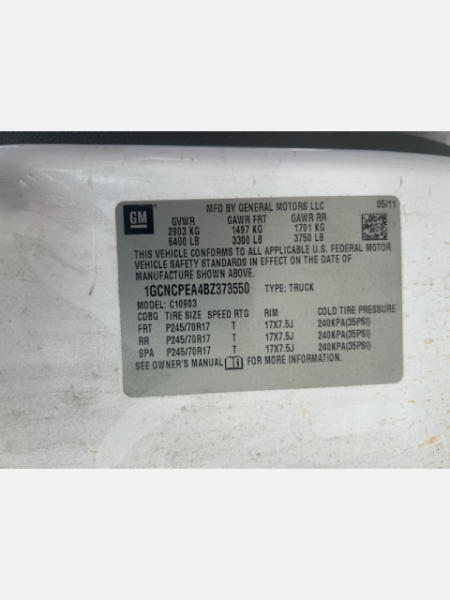 GM
MFD BY GENERAL MOTORS LLC 05/11
GVWR GAWR FRT GAWR RR
2903 KG 1497 KG 1701 KG
6400 LB 3300 LB 3750 LB
THIS VEHICLE CONFORMS TO ALL APPLICABLE U.S. FEDERAL MOTOR
VEHICLE SAFETY STANDARDS IN EFFECT ON THE DATE OF
MANUFACTURE SHOWN ABOVE.
1GCNCPEA4BZ373550 TYPE: TRUCK
MODEL: C10903
CDBG TIRE SIZE SPEED RTG RIM COLD TIRE PRESSURE
FRT P245/70R17 T 17X7.5J 240KPA(35PSI)
RR P245/70R17 T 17X7.5J 240KPA(35PSI)
SPA P245/70R17 T 17X7.5J 240KPA(35PSI)
SEE OWNER'S MANUAL FOR MORE INFORMATION.